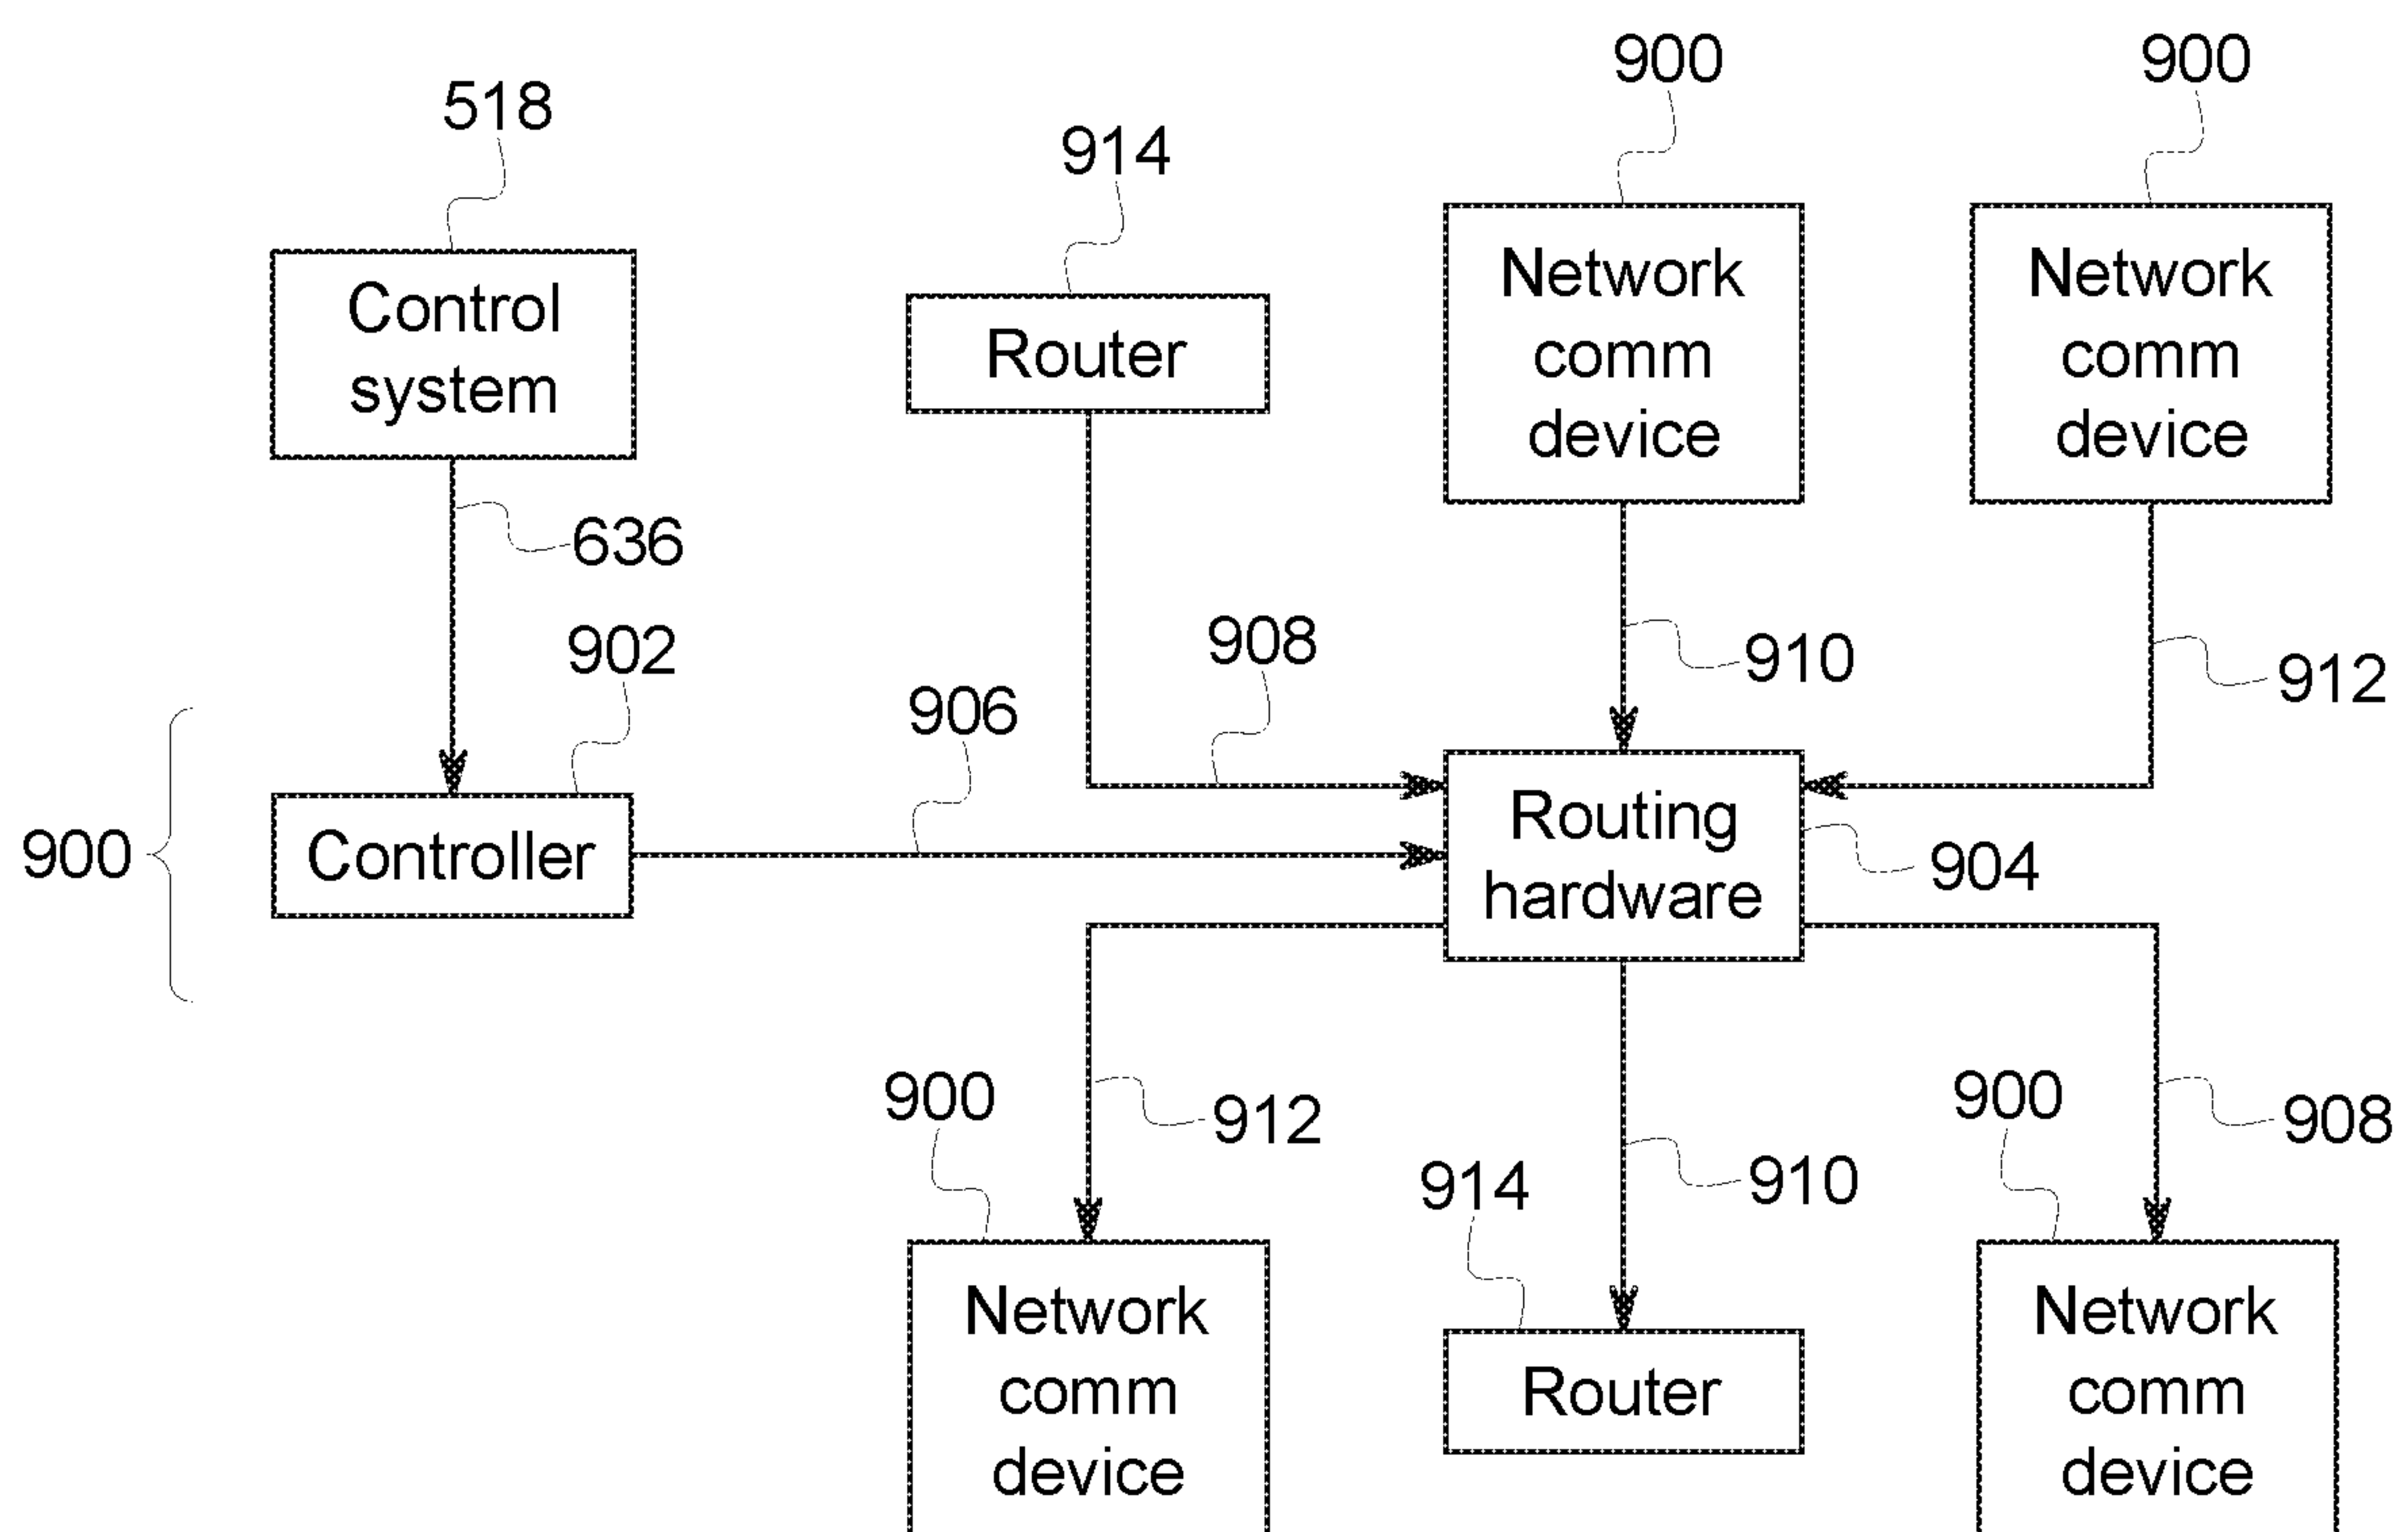 900
900
518
914
Network
comm
device
Network
comm
device
Control
system
Router
636
902
908
910
912
906
900
Controller
Routing
hardware
904
900
912
914
910
900
908
Network
comm
device
Router
Network
comm
device